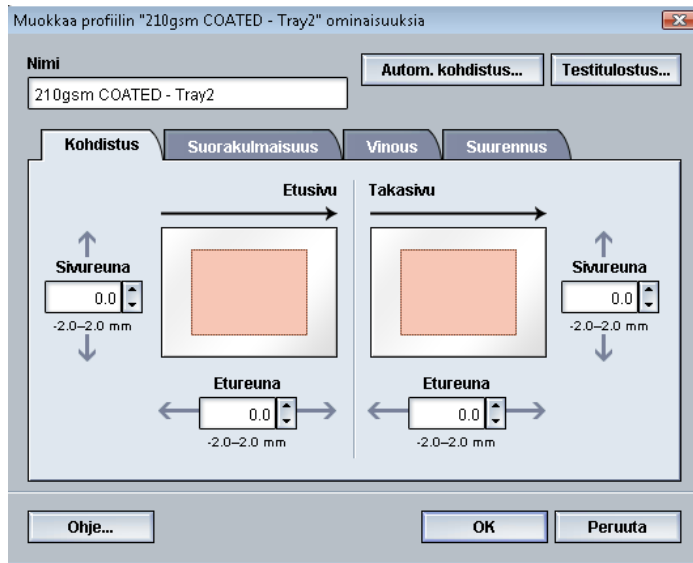 Muokkaa profiilin "210gsm COATED - Tray2" ominaisuuksia
Nimi
210gsm COATED - Tray2
Autom. kohdistus...
Testitulostus...
Kohdistus
Suorakulmaisuus
Vinous
Suurennus
Etusivu
Takasivu
Sivureuna
0.0
-2.0–2.0 mm
Sivureuna
0.0
-2.0–2.0 mm
Etureuna
0.0
-2.0–2.0 mm
Etureuna
0.0
-2.0–2.0 mm
Ohje...
OK
Peruuta